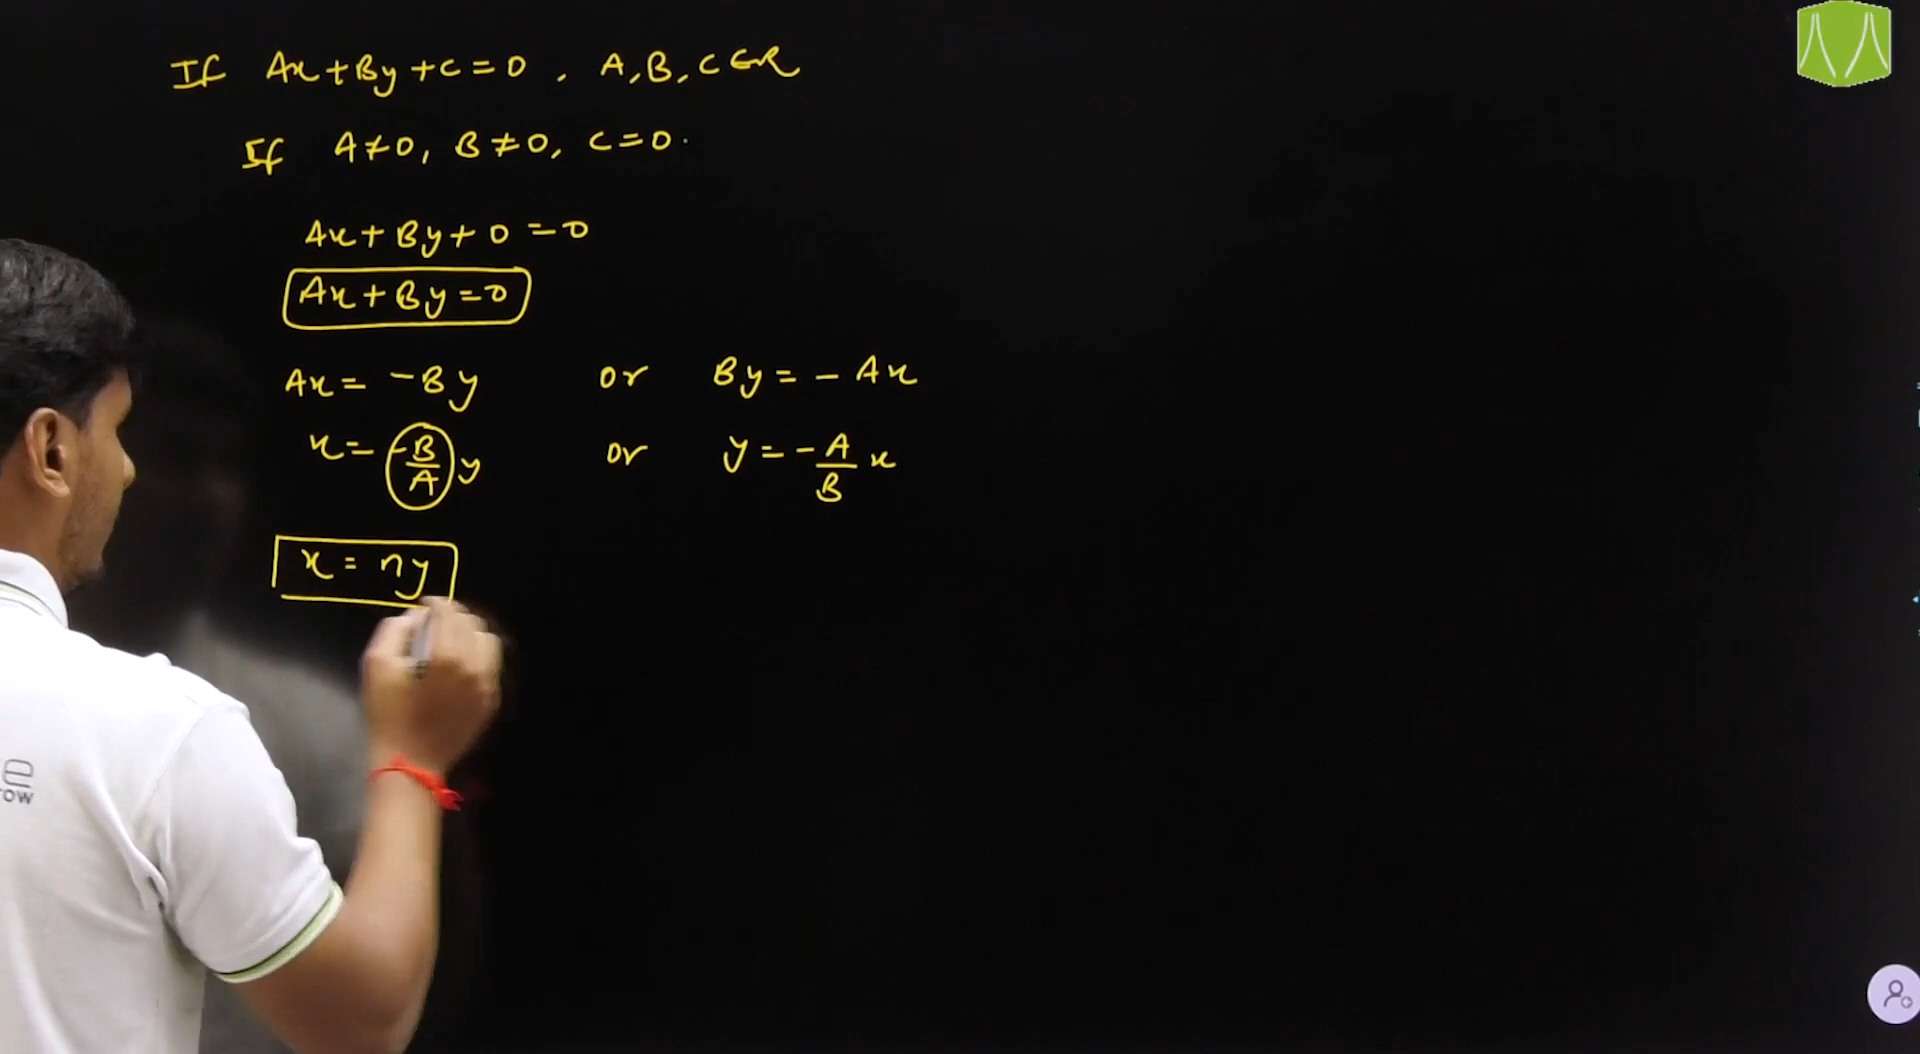 If Ax+By+C=0, A,B,C∈R
If A≠0, B≠0, C=0.
Ax+By+0=0
Ax+By=0
Ax=-By or By=-Ax
x=-B/A y or y=-A/B x
x=ny
e
row